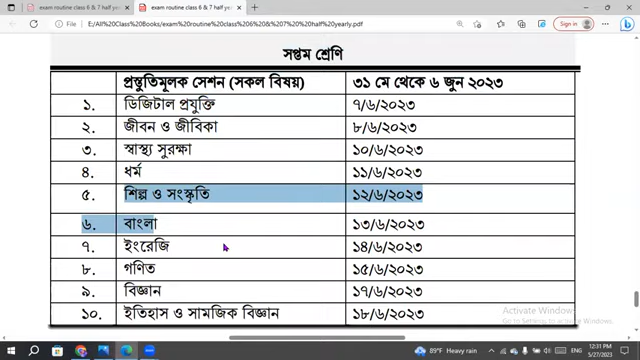 exam routine class 6 & 7 half yearly
exam routine class 6 & 7 half yearly
File | E:/All%20Class%20Books/exam%20routine%20class%206%20&%207%20%20half%20yearly.pdf
Sign in
সপ্তম শ্রেণি
প্রস্তুতিমূলক সেশন (সকল বিষয়) ৩১ মে থেকে ৬ জুন ২০২৩
১. ডিজিটাল প্রযুক্তি ৭/৬/২০২৩
২. জীবন ও জীবিকা ৮/৬/২০২৩
৩. স্বাস্থ্য সুরক্ষা ১০/৬/২০২৩
৪. ধর্ম ১১/৬/২০২৩
৫. শিল্প ও সংস্কৃতি ১২/৬/২০২৩
৬. বাংলা ১৩/৬/২০২৩
৭. ইংরেজি ১৪/৬/২০২৩
৮. গণিত ১৫/৬/২০২৩
৯. বিজ্ঞান ১৭/৬/২০২৩
১০. ইতিহাস ও সামজিক বিজ্ঞান ১৮/৬/২০২৩
Activate Windows
Go to Settings to activate Windows.
89°F Heavy rain
ENG
12:31 PM
5/27/2023